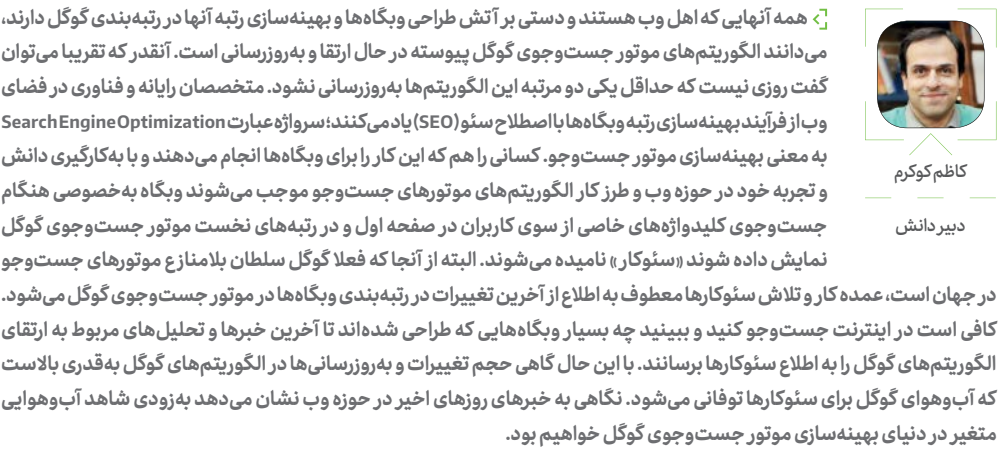 همه آنهایی که اهل وب هستند و دستی بر آتش طراحی وبگاه‌ها و بهینه‌سازی رتبه آنها در رتبه‌بندی گوگل دارند،
می‌دانند الگوریتم‌های موتور جست‌وجوی گوگل پیوسته در حال ارتقا و به‌روزرسانی است. آنقدر که تقریبا می‌توان
گفت روزی نیست که حداقل یکی دو مرتبه این الگوریتم‌ها به‌روزرسانی نشود. متخصصان رایانه و فناوری در فضای
وب از فرآیند بهینه‌سازی رتبه وبگاه‌ها با اصطلاح سئو (SEO) یاد می‌کنند؛ سرواژه عبارت Search Engine Optimization
به معنی بهینه‌سازی موتور جست‌وجو. کسانی را هم که این کار را برای وبگاه‌ها انجام می‌دهند و با به‌کارگیری دانش
و تجربه خود در حوزه وب و طرز کار الگوریتم‌های موتورهای جست‌وجو موجب می‌شوند وبگاه به‌خصوصی هنگام
جست‌وجوی کلیدواژه‌های خاصی از سوی کاربران در صفحه اول و در رتبه‌های نخست موتور جست‌وجوی گوگل
نمایش داده شوند «سئوکار» نامیده می‌شوند. البته از آنجا که فعلا گوگل سلطان بلامنازع موتورهای جست‌وجو
در جهان است، عمده کار و تلاش سئوکارها معطوف به اطلاع از آخرین تغییرات در رتبه‌بندی وبگاه‌ها در موتور جست‌وجوی گوگل می‌شود.
کافی است در اینترنت جست‌وجو کنید و ببینید چه بسیار وبگاه‌هایی که طراحی شده‌اند تا آخرین خبرها و تحلیل‌های مربوط به ارتقای
الگوریتم‌های گوگل را به اطلاع سئوکارها برسانند. با این حال گاهی حجم تغییرات و به‌روزرسانی‌ها در الگوریتم‌های گوگل به‌قدری بالاست
که آب‌وهوای گوگل برای سئوکارها توفانی می‌شود. نگاهی به خبرهای روزهای اخیر در حوزه وب نشان می‌دهد به‌زودی شاهد آب‌وهوایی
متغیر در دنیای بهینه‌سازی موتور جست‌وجوی گوگل خواهیم بود.
کاظم کوکرم
دبیر دانش